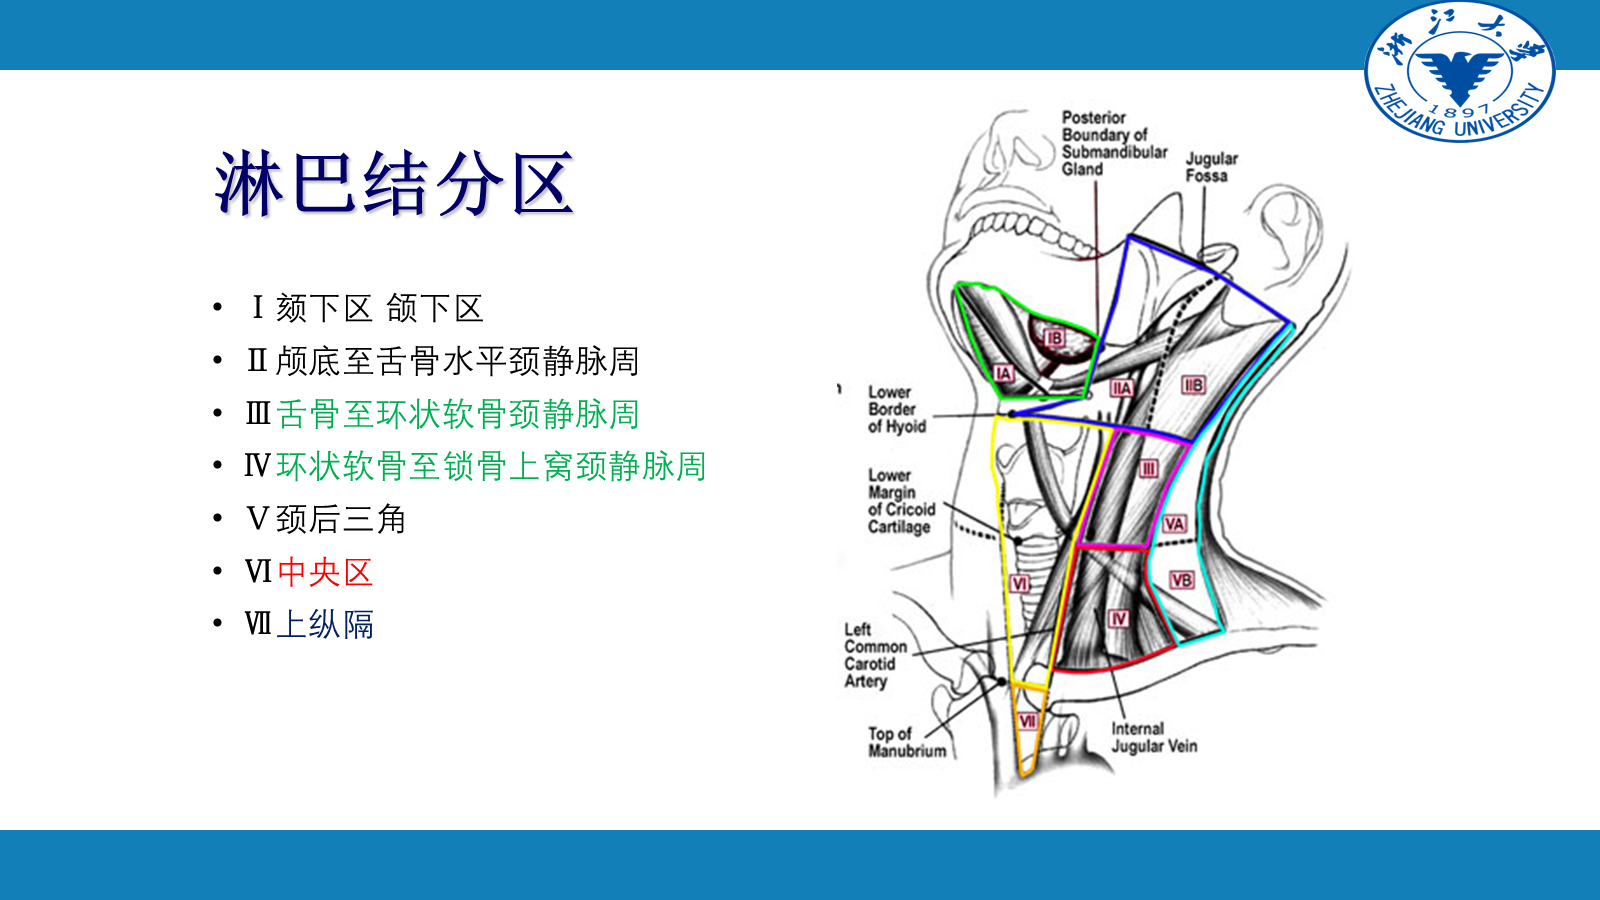 浙江大学
ZHEJIANG UNIVERSITY
1897
淋巴结分区
• Ⅰ 颏下区 颌下区
• Ⅱ 颅底至舌骨水平颈静脉周
• Ⅲ 舌骨至环状软骨颈静脉周
• Ⅳ 环状软骨至锁骨上窝颈静脉周
• Ⅴ 颈后三角
• Ⅵ 中央区
• Ⅶ 上纵隔
Posterior
Boundary of
Submandibular
Gland
Jugular
Fossa
IB
IA
IIA
IIB
Lower
Border
of Hyoid
III
Lower
Margin
of Cricoid
Cartilage
VA
VI
VB
IV
Left
Common
Carotid
Artery
VII
Top of
Manubrium
Internal
Jugular Vein